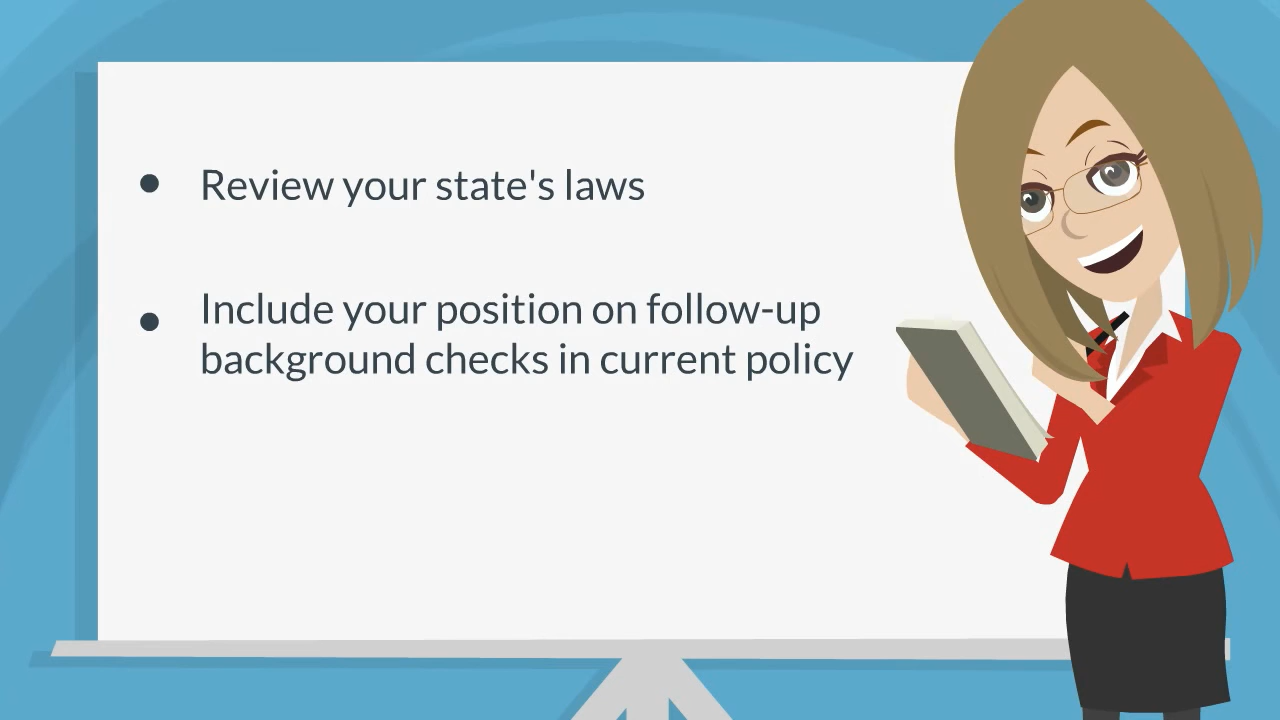 Review your state's laws
Include your position on follow-up
background checks in current policy